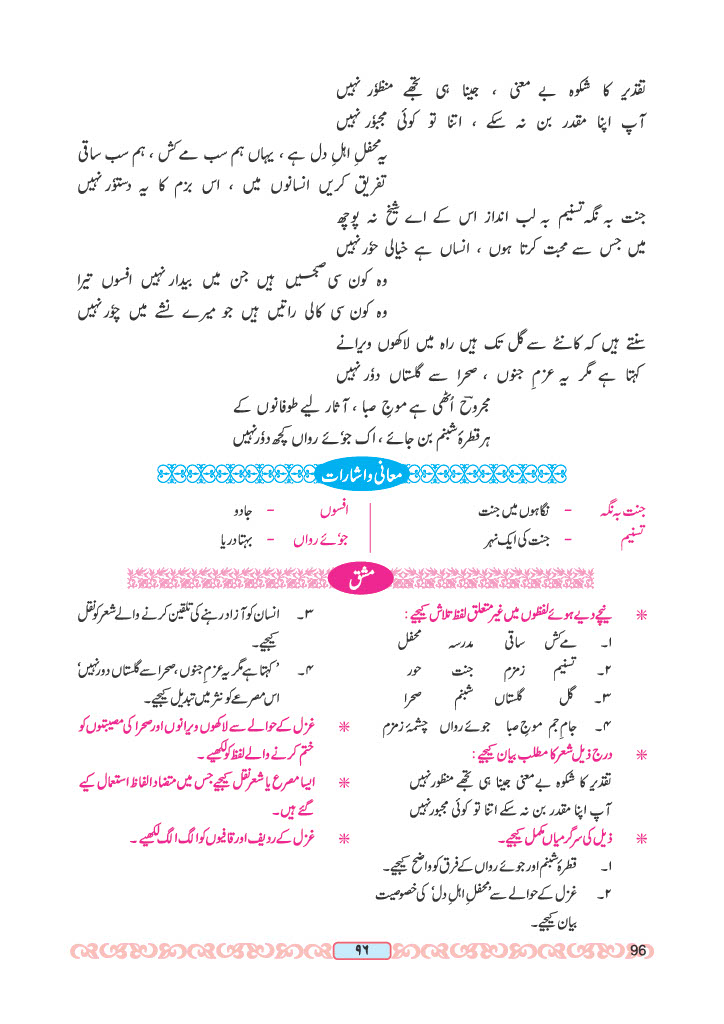 تقدیر کا شکوہ بے معنی ، جینا ہی تجھے منظوٗر نہیں
آپ اپنا مقدر بن نہ سکے ، اتنا تو کوئی مجبوٗر نہیں
یہ محفلِ اہلِ دل ہے ، یہاں ہم سب مے کش ، ہم سب ساقی
تفریق کریں انسانوں میں ، اس بزم کا یہ دستوٗر نہیں
جنت بہ نگہ تسنیم بہ لب انداز اس کے اے شیخ نہ پوچھ
میں جس سے محبت کرتا ہوں ، انساں ہے خیالی حوٗر نہیں
وہ کون سی صبحیں ہیں جن میں بیدار نہیں افسوں تیرا
وہ کون سی کالی راتیں ہیں جو میرے نشے میں چوٗر نہیں
سنتے ہیں کہ کانٹے سے گل تک ہیں راہ میں لاکھوں ویرانے
کہتا ہے مگر یہ عزمِ جنوں ، صحرا سے گلستاں دوٗر نہیں
مجروحؔ اُٹھی ہے موجِ صبا ، آثار لیے طوفانوں کے
ہر قطرۂ شبنم بن جائے ، اک جوٗئے رواں کچھ دوٗر نہیں
معانی و اشارات
جنت بہ نگہ - نگاہوں میں جنت
تسنیم - جنت کی ایک نہر
افسوں - جادو
جوٗئے رواں - بہتا دریا
مشق
* نیچے دیے ہوئے لفظوں میں غیر متعلق لفظ تلاش کیجیے :
۱۔ مے کش ساقی مدرسہ محفل
۲۔ تسنیم زمزم جنت حور
۳۔ گل گلستاں شبنم صحرا
۴۔ جامِ جم موجِ صبا جوئے رواں چشمۂ زمزم
* درج ذیل شعر کا مطلب بیان کیجیے :
تقدیر کا شکوہ بے معنی جینا ہی تجھے منظور نہیں
آپ اپنا مقدر بن نہ سکے اتنا تو کوئی مجبور نہیں
* ذیل کی سرگرمیاں مکمل کیجیے۔
۱۔ قطرۂ شبنم اور جوئے رواں کے فرق کو واضح کیجیے۔
۲۔ غزل کے حوالے سے ’محفلِ اہلِ دل‘ کی خصوصیت
بیان کیجیے۔
۳۔ انسان کو آزاد رہنے کی تلقین کرنے والے شعر کو نقل
کیجیے۔
۴۔ ’کہتا ہے مگر یہ عزمِ جنوں، صحرا سے گلستاں دور نہیں‘
اس مصرعے کو نثر میں تبدیل کیجیے۔
* غزل کے حوالے سے لاکھوں ویرانوں اور صحرا کی مصیبتوں کو
ختم کرنے والے لفظ کو لکھیے۔
* ایسا مصرع یا شعر نقل کیجیے جس میں متضاد الفاظ استعمال کیے
گئے ہیں۔
* غزل کے ردیف اور قافیوں کو الگ الگ لکھیے۔
۹۶
96